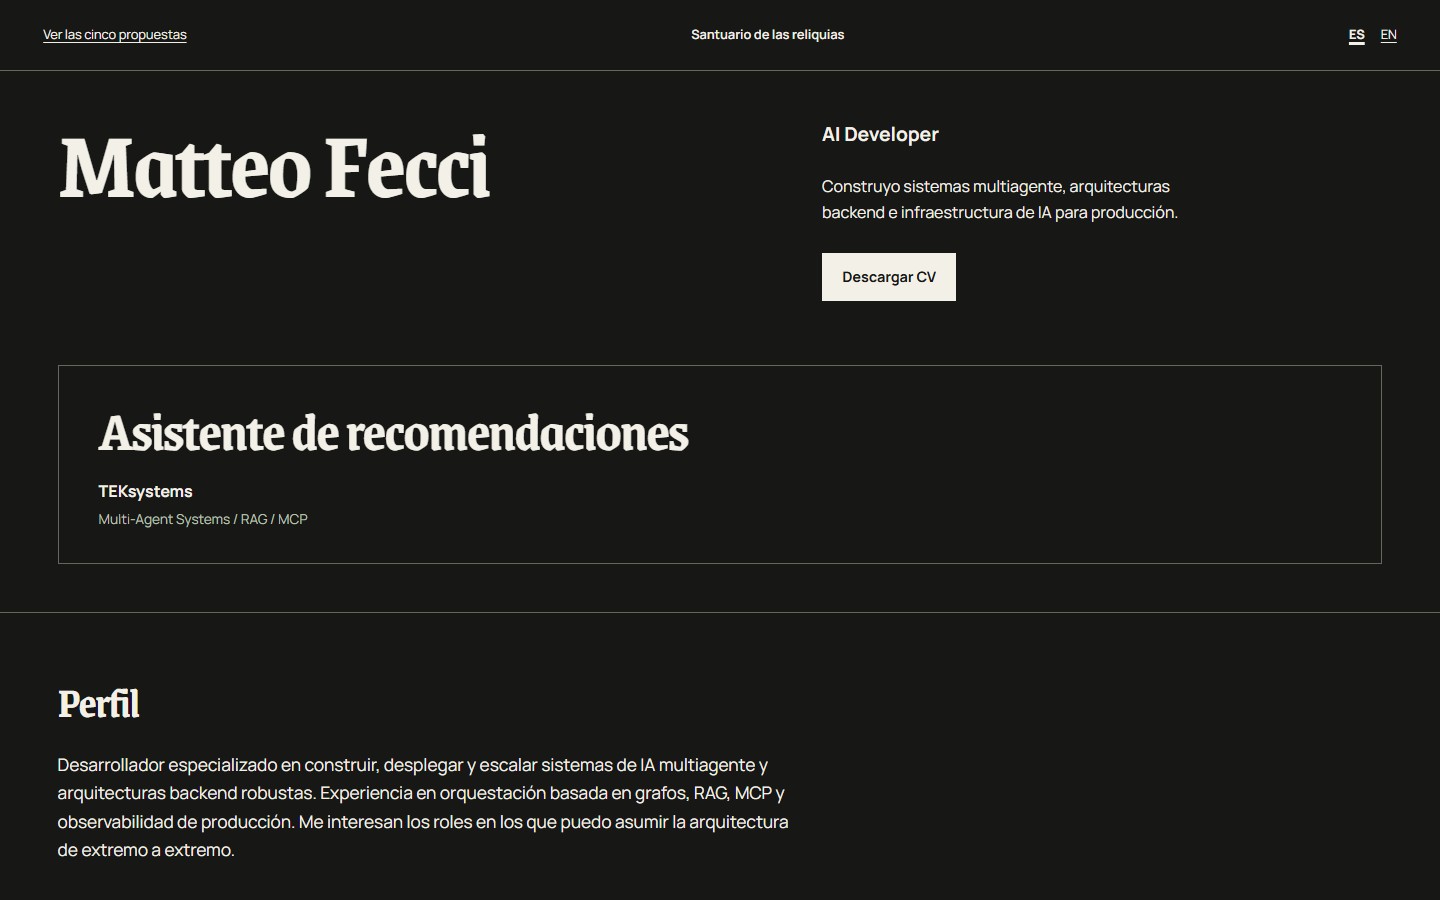 Ver las cinco propuestas
Santuario de las reliquias
ES EN
Matteo Fecci
AI Developer
Construyo sistemas multiagente, arquitecturas
backend e infraestructura de IA para producción.
Descargar CV
Asistente de recomendaciones
TEKsystems
Multi-Agent Systems / RAG / MCP
Perfil
Desarrollador especializado en construir, desplegar y escalar sistemas de IA multiagente y
arquitecturas backend robustas. Experiencia en orquestación basada en grafos, RAG, MCP y
observabilidad de producción. Me interesan los roles en los que puedo asumir la arquitectura
de extremo a extremo.